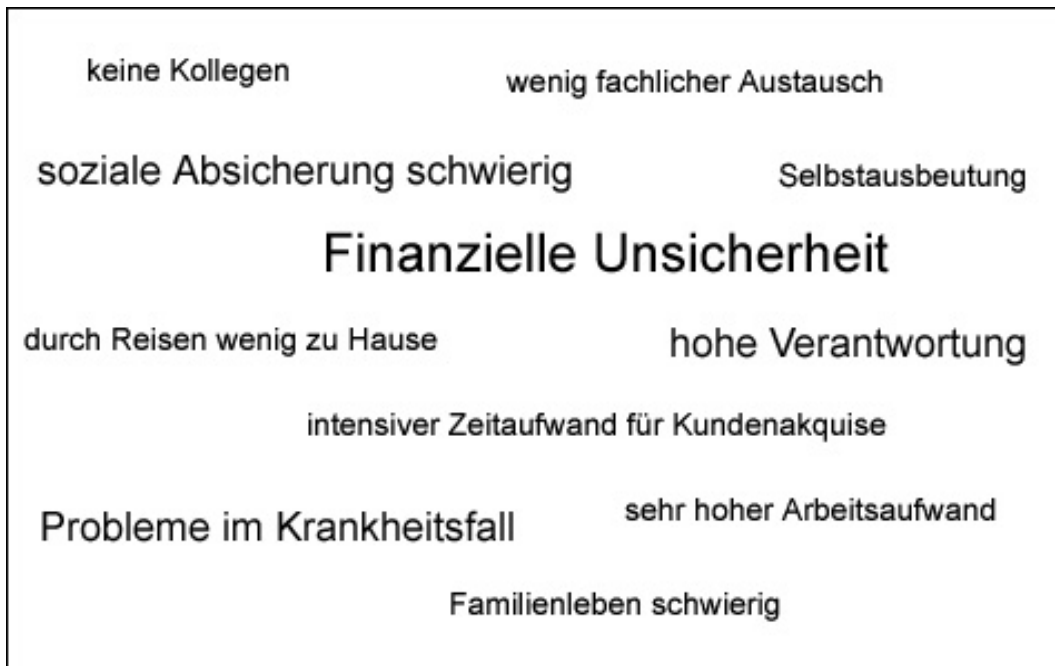 keine Kollegen
wenig fachlicher Austausch
soziale Absicherung schwierig
Selbstausbeutung
Finanzielle Unsicherheit
durch Reisen wenig zu Hause
hohe Verantwortung
intensiver Zeitaufwand für Kundenakquise
sehr hoher Arbeitsaufwand
Probleme im Krankheitsfall
Familienleben schwierig